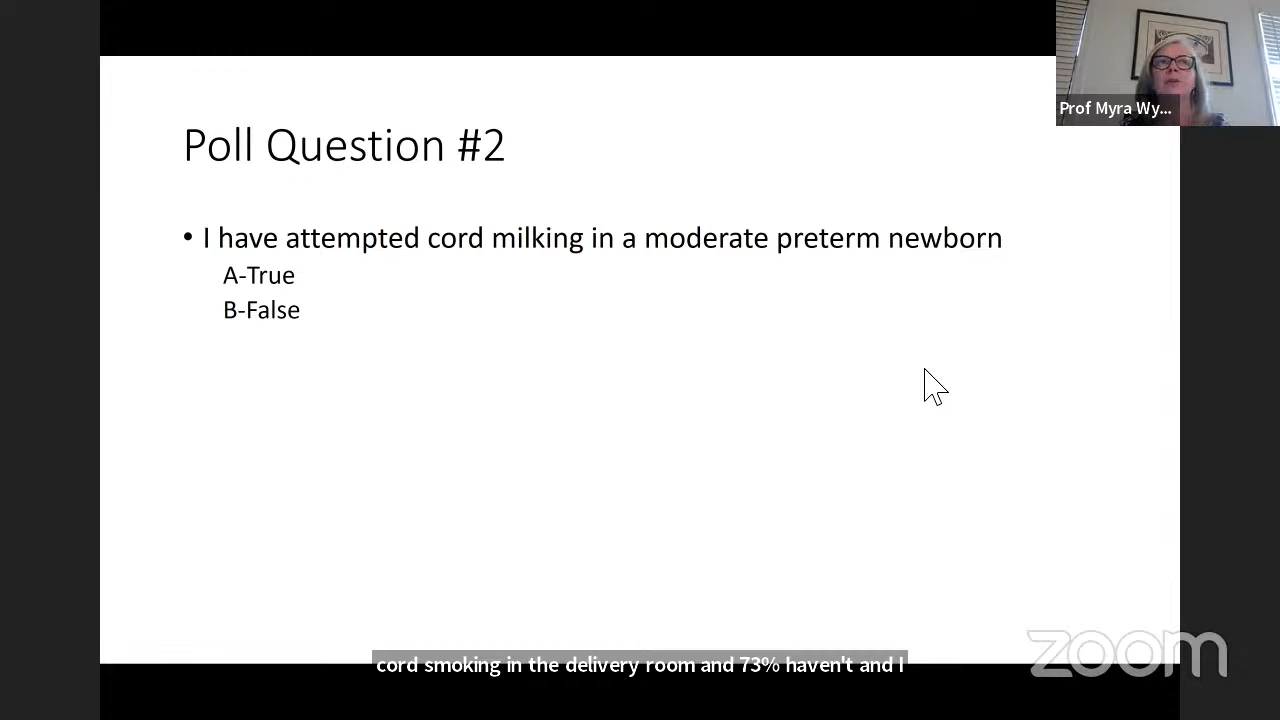 Prof Myra Wy...
Poll Question #2
• I have attempted cord milking in a moderate preterm newborn
A-True
B-False
cord smoking in the delivery room and 73% haven't and I
zoom